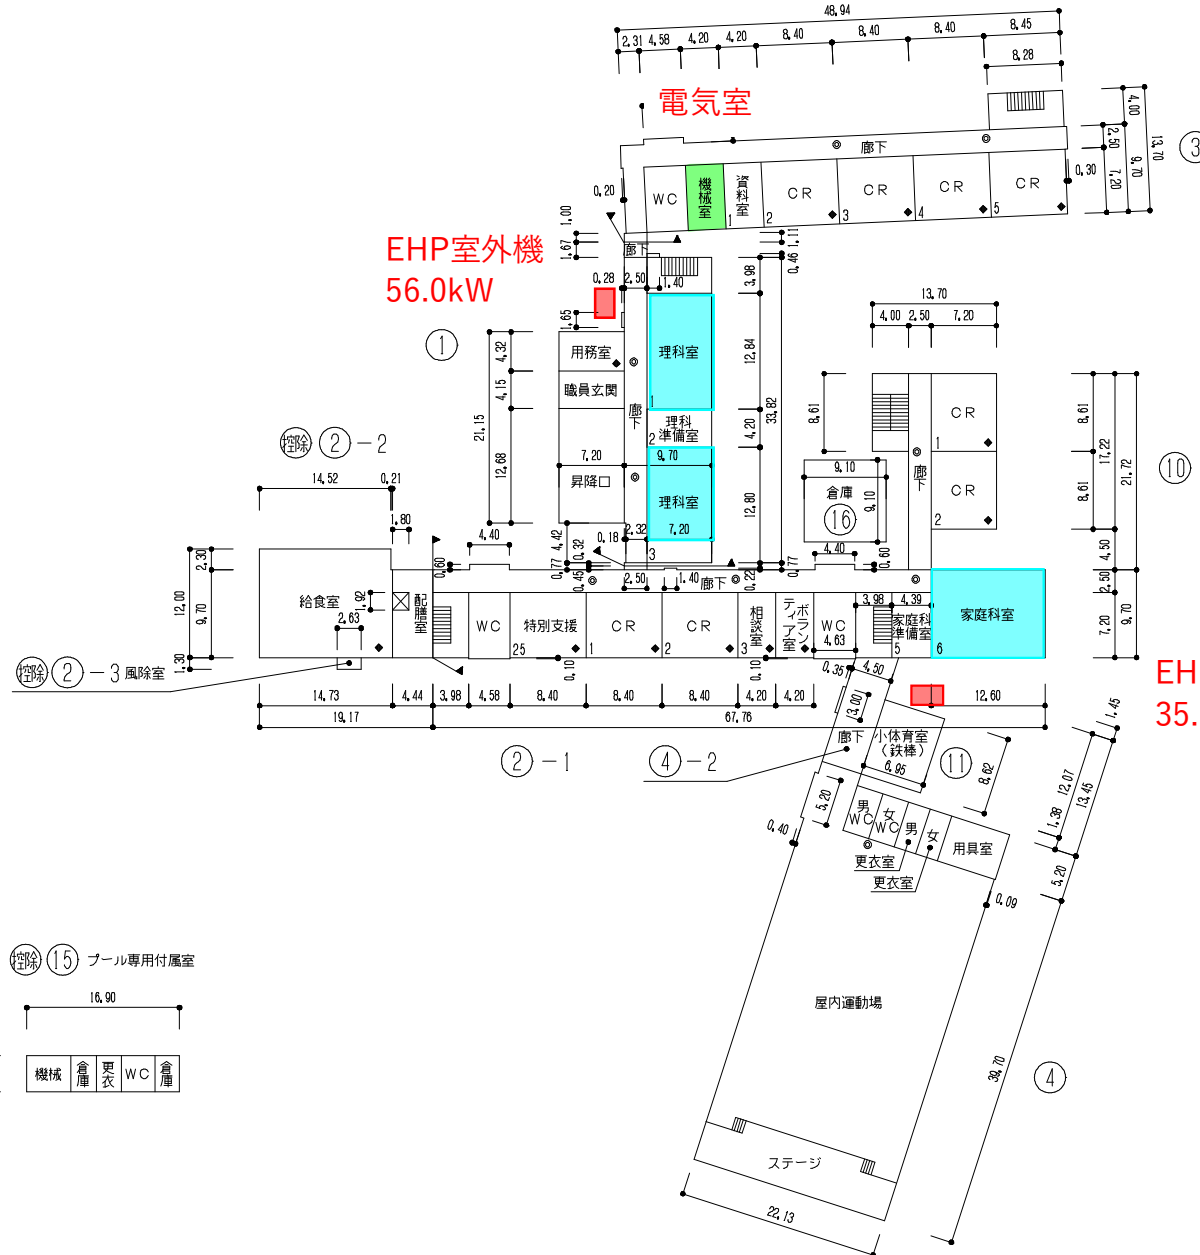 48.94
2.31 4.58 4.20 4.20 8.40 8.40 8.40 8.45
8.28
電気室
4.00
2.50
9.70
13.70
7.20
0.30
3
廊下
0.20
WC
機械室
資料室
1
CR
2
CR
3
CR
4
CR
5
1.00
1.67
廊下
1.11
0.46
EHP室外機
56.0kW
0.28 2.50 1.40
3.98
1.65
13.70
4.00 2.50 7.20
1
4.32
4.15
21.15
12.68
用務室
職員玄関
廊下
理科室
1
12.84
33.82
理科
準備室
2
4.20
7.20 9.70
昇降口
理科室
12.80
2.32 7.20
3
8.61
CR
1
8.61
17.22
21.72
10
廊下
CR
2
8.61
9.10
倉庫
9.10
16
控除 2-2
14.52 0.21
1.80
4.40
4.42
0.32
0.18
0.60
0.77
0.45
2.50 1.40
廊下
0.22
0.77
4.40
0.60
4.50
2.50
2.30
12.00
9.70
1.30
給食室
1.92
2.63
配膳室
WC
特別支援
25
CR
1
CR
2
相談室
3
ボランティア室
WC
4.63
3.98 4.39
家庭科
準備室
5
家庭科室
6
7.20
9.70
控除 2-3 風除室
0.10
0.10
0.35
4.50
EH
35.
14.73 4.44 3.98 4.58 8.40 8.40 8.40 4.20 4.20
12.60
19.17
67.76
3.00
1.45
2-1
4-2
廊下
小体育室
(鉄棒)
6.95
11
8.62
12.07
13.45
1.38
5.20
5.20
0.40
男
WC
女
WC
男
女
用具室
更衣室
更衣室
0.09
控除 15 プール専用付属室
16.90
機械
倉庫
更衣
WC
倉庫
屋内運動場
39.70
4
ステージ
22.13